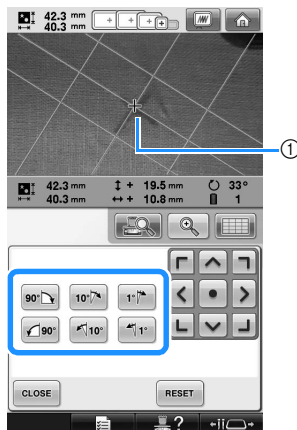 42.3 mm
40.3 mm
①
42.3 mm ↕ + 19.5 mm 33°
40.3 mm ↔ + 10.8 mm 1
90° 10° 1°
90° 10° 1°
CLOSE RESET
?